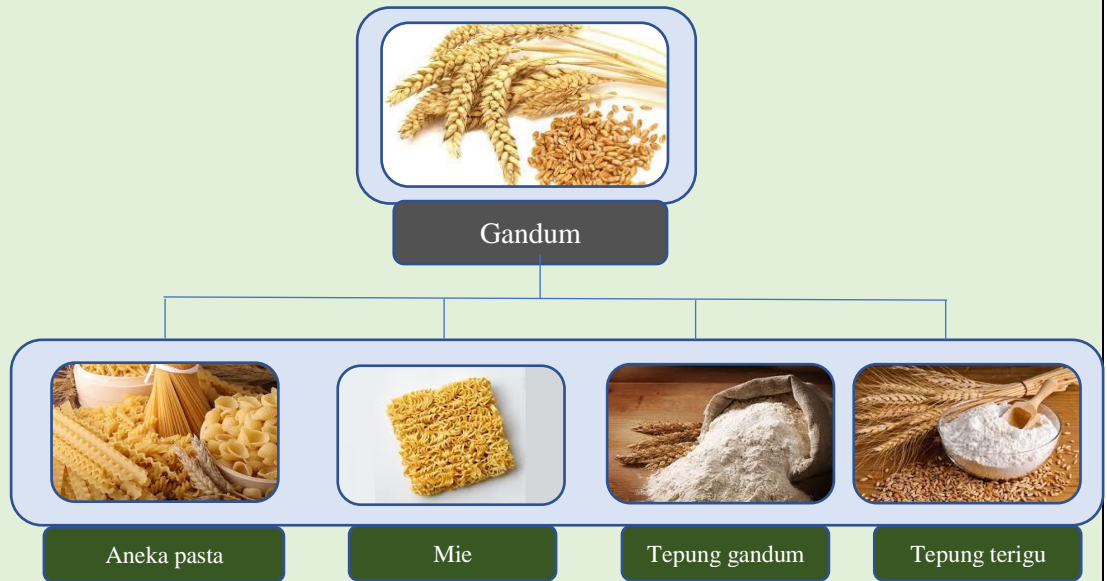 Gandum
Aneka pasta
Mie
Tepung gandum
Tepung terigu